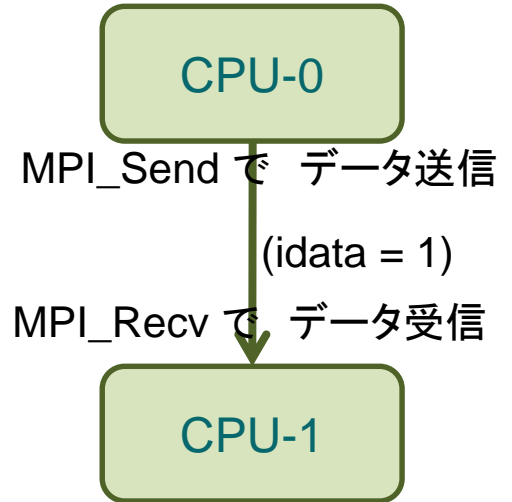 CPU-0
MPI_Send で データ送信
(idata = 1)
MPI_Recv で データ受信
CPU-1